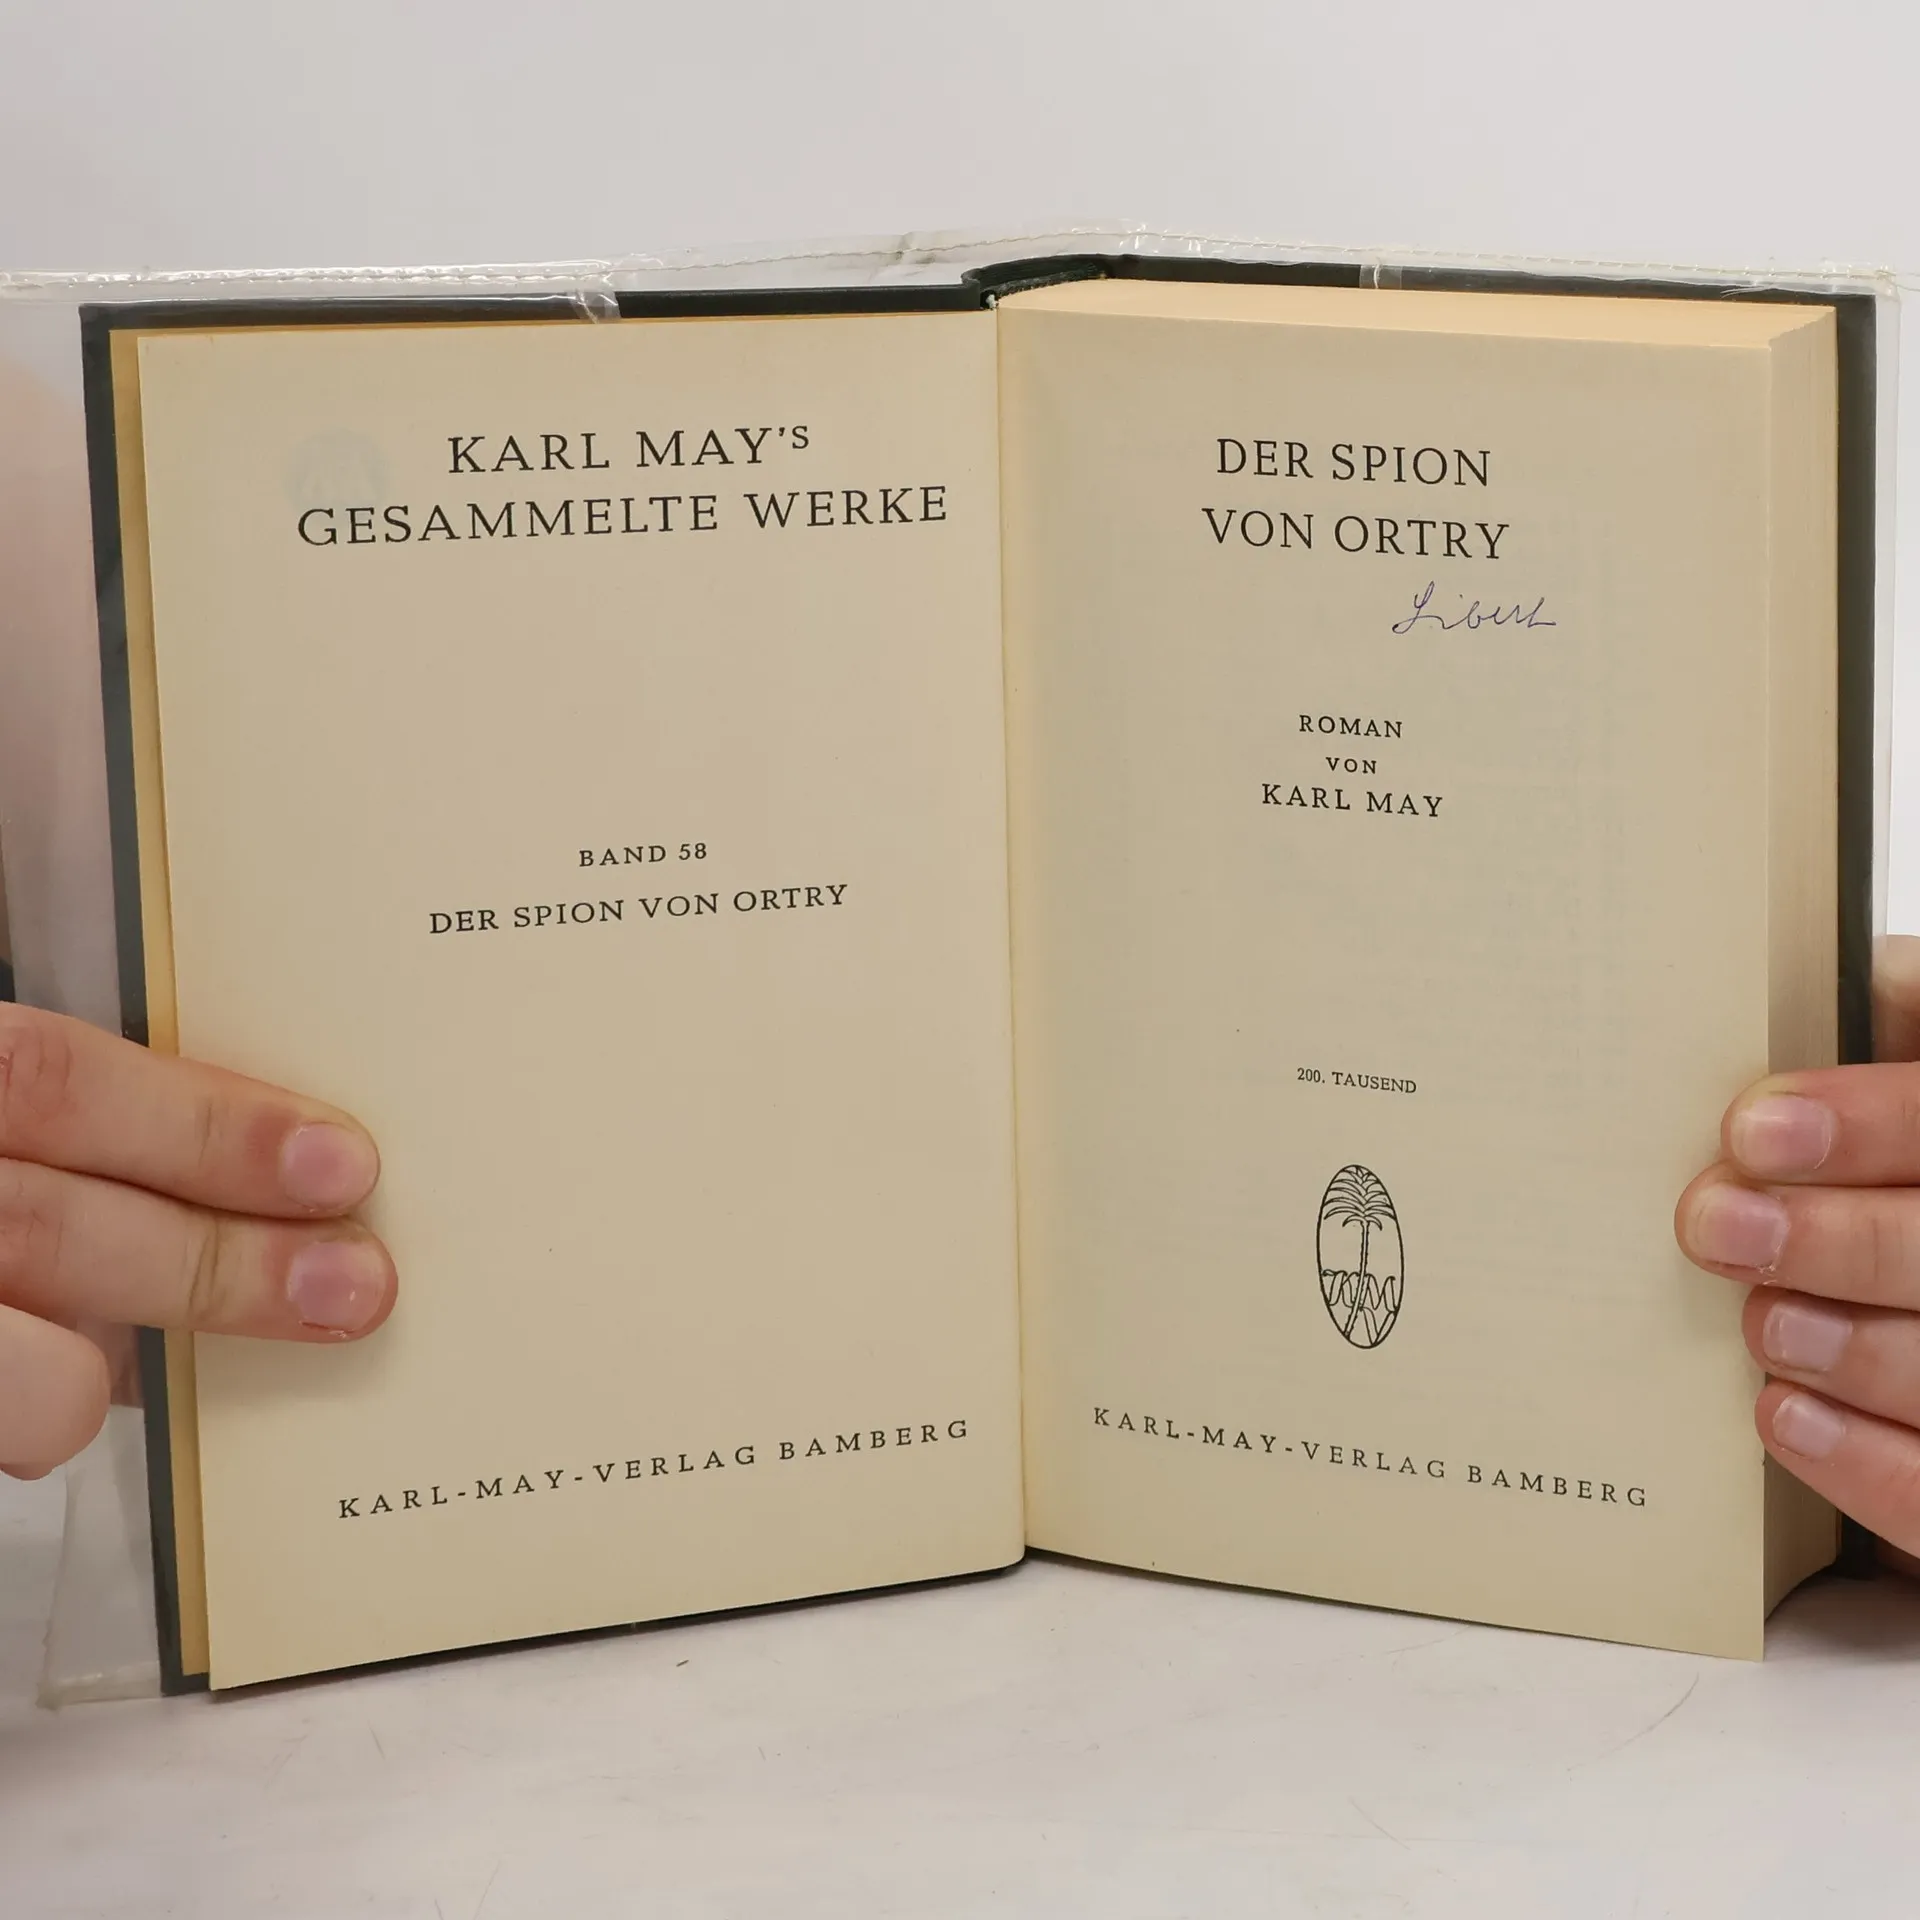 KARL MAY'S
GESAMMELTE WERKE
BAND 58
DER SPION VON ORTRY
KARL-MAY-VERLAG BAMBERG
DER SPION
VON ORTRY
Libert
ROMAN
VON
KARL MAY
200. TAUSEND
KARL-MAY-VERLAG BAMBERG